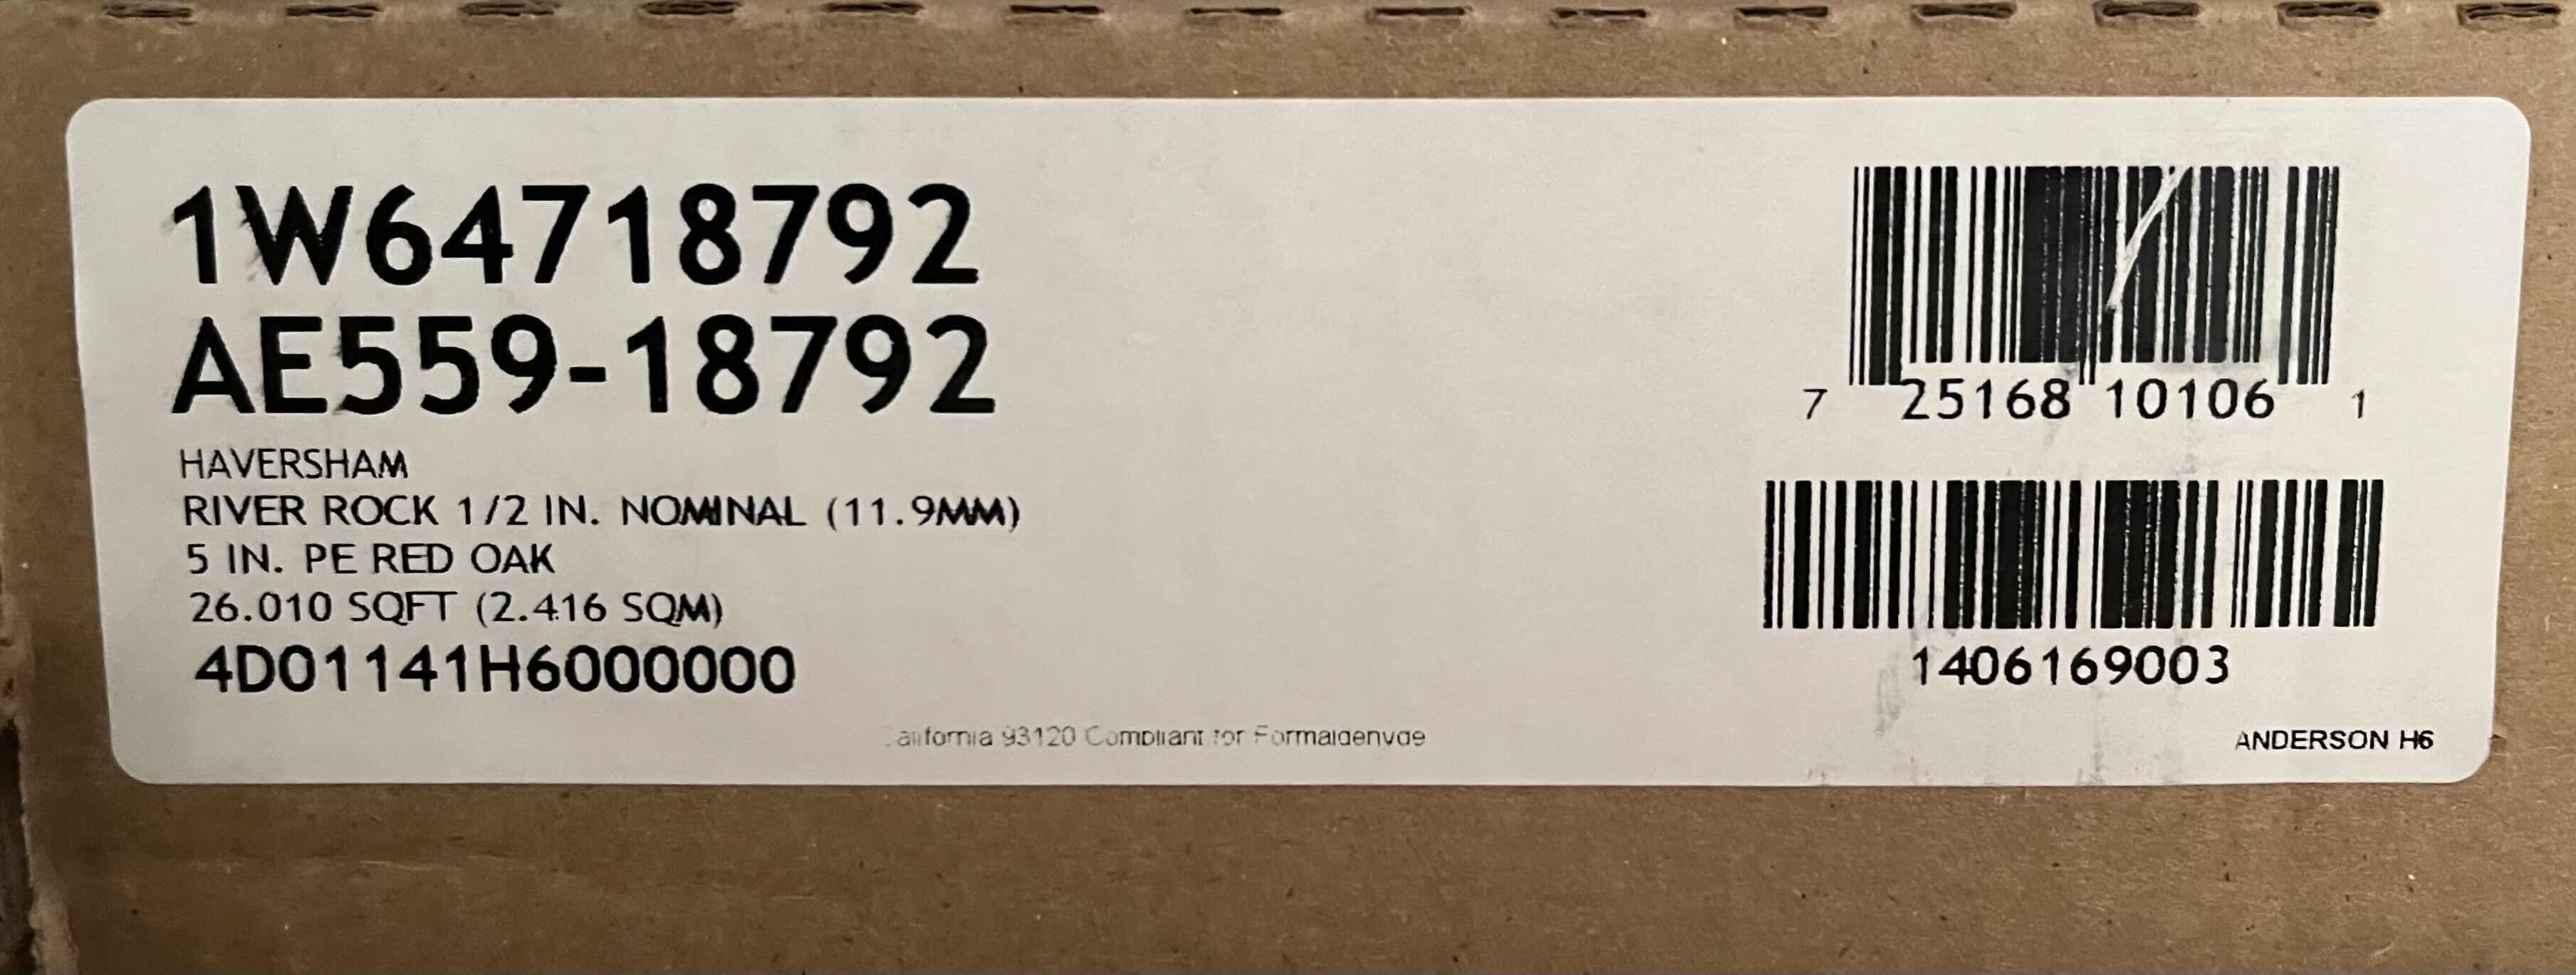 1W64718792
AE559-18792
HAVERSHAM
RIVER ROCK 1/2 IN. NOMINAL (11.9MM)
5 IN. PE RED OAK
26.010 SQFT (2.416 SQM)
4D01141H6000000
California 93120 Compliant for Formaldehyde
7 25168 10106 1
1406169003
ANDERSON H6